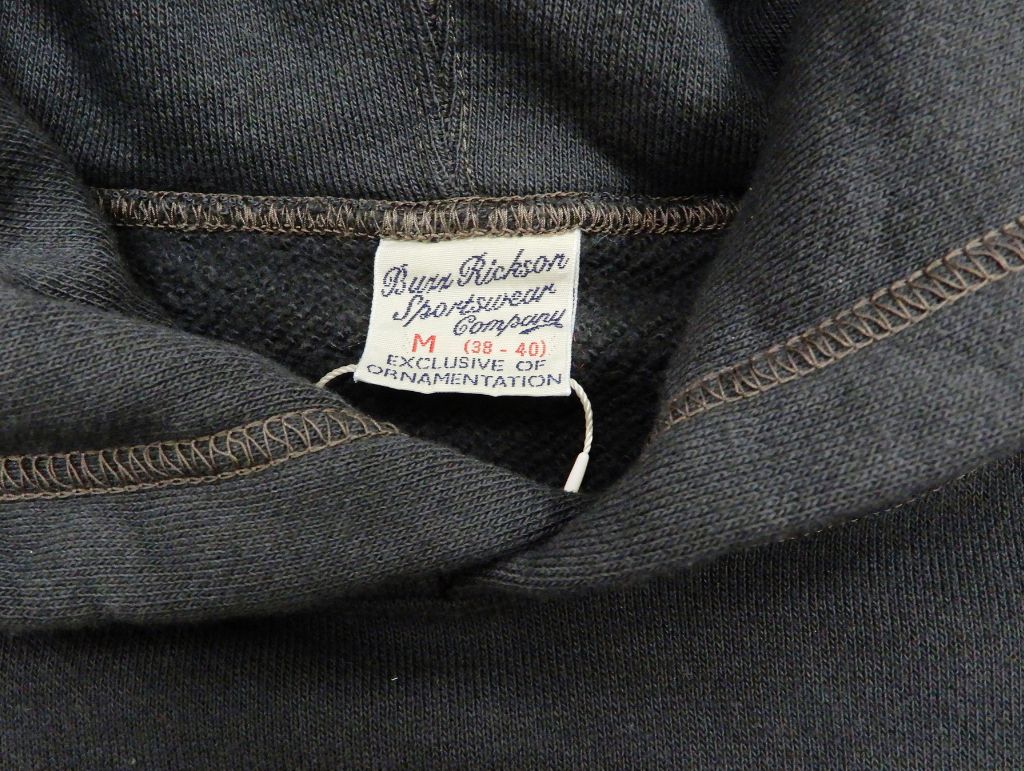 Buzz Rickson
Sportswear
Company
M (38 - 40)
EXCLUSIVE OF
ORNAMENTATION